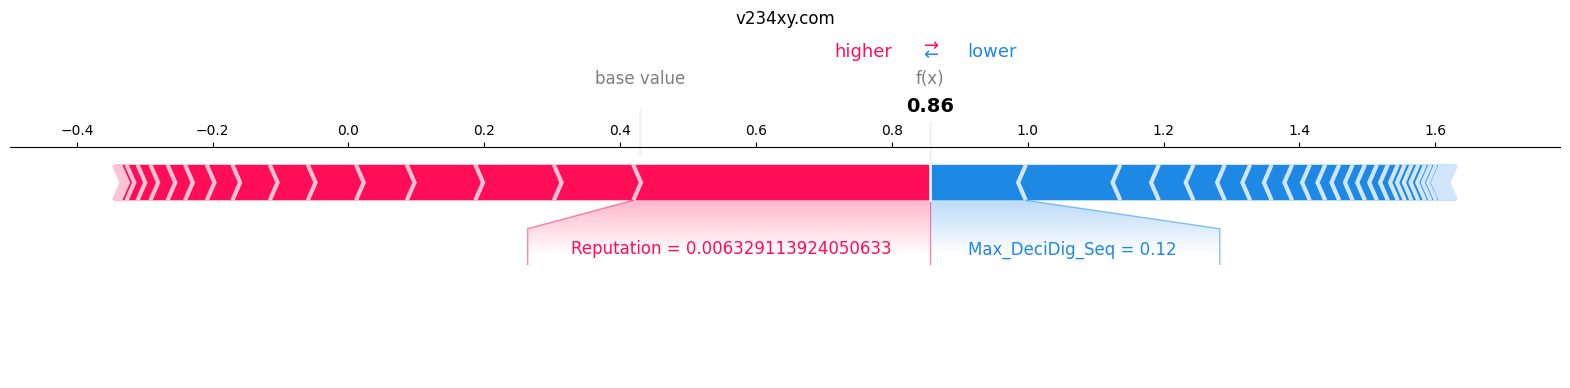 v234xy.com
higher → ← lower
base value f(x)
0.86
−0.4 −0.2 0.0 0.2 0.4 0.6 0.8 1.0 1.2 1.4 1.6
Reputation = 0.006329113924050633 Max_DeciDig_Seq = 0.12